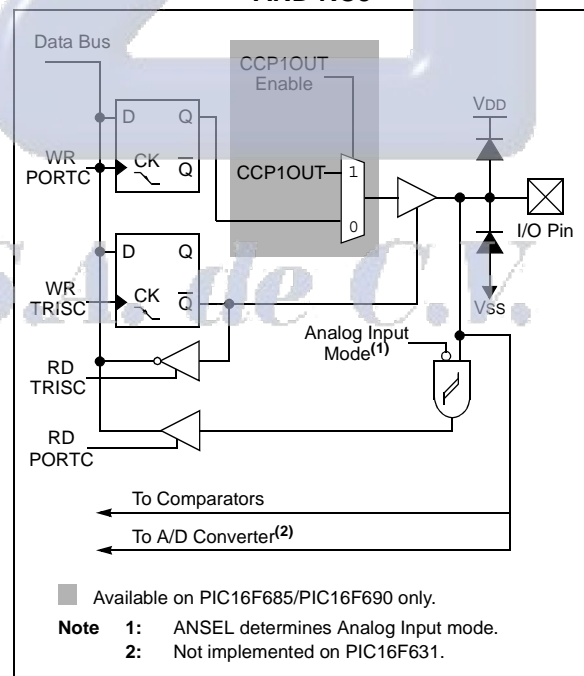 AND RC3
Data Bus
CCP1OUT
Enable
VDD
D Q
WR
PORTC
CK Q
CCP1OUT
1
0
I/O Pin
D Q
WR
TRISC
CK Q
VSS
S.A. de C.V.
Analog Input
Mode(1)
RD
TRISC
RD
PORTC
To Comparators
To A/D Converter(2)
Available on PIC16F685/PIC16F690 only.
Note 1: ANSEL determines Analog Input mode.
2: Not implemented on PIC16F631.